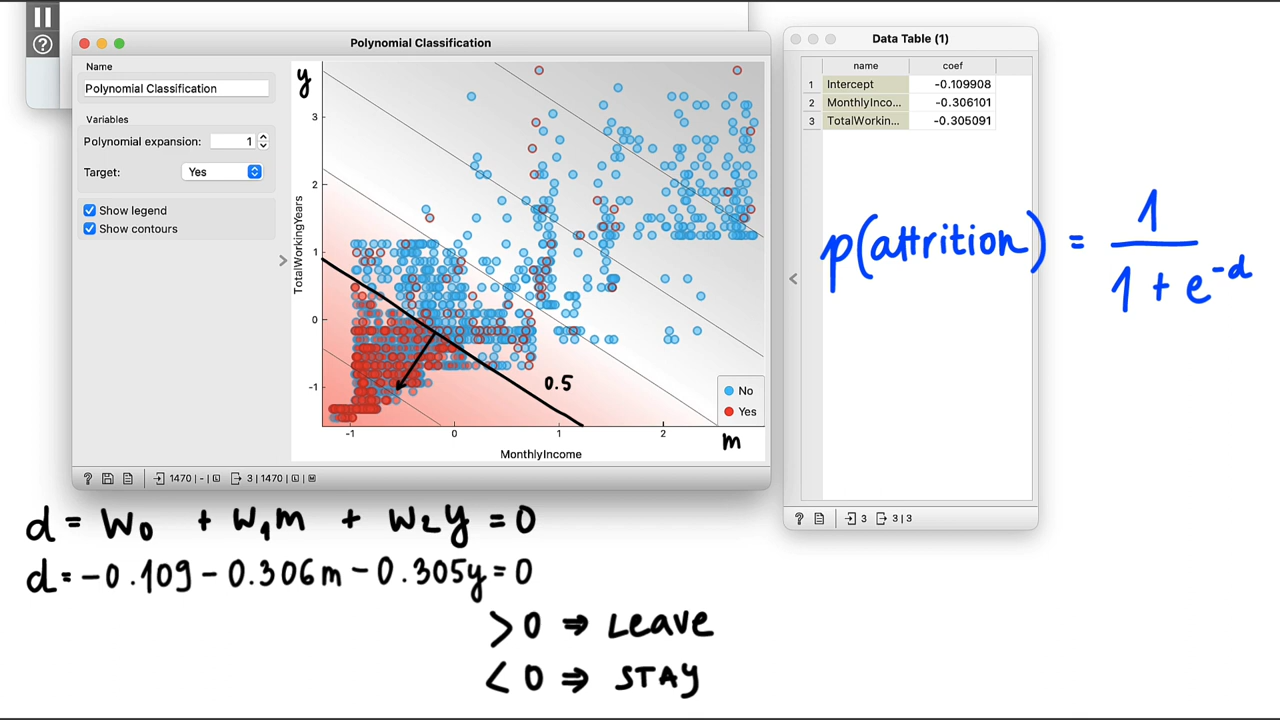 Polynomial Classification
Name
Polynomial Classification
Variables
Polynomial expansion: 1
Target: Yes
Show legend
Show contours
y
3
2
1
0
-1
TotalWorkingYears
-1 0 1 2
MonthlyIncome
m
0.5
No
Yes
? 1470 | - | 3 | 1470 |
Data Table (1)
name coef
1 Intercept -0.109908
2 MonthlyInco... -0.306101
3 TotalWorkin... -0.305091
? 3 3 | 3
p(attrition) = 1 / 1 + e^-d
d = w₀ + w₁m + w₂y = 0
d = -0.109 - 0.306m - 0.305y = 0
> 0 ⇒ LEAVE
< 0 ⇒ STAY